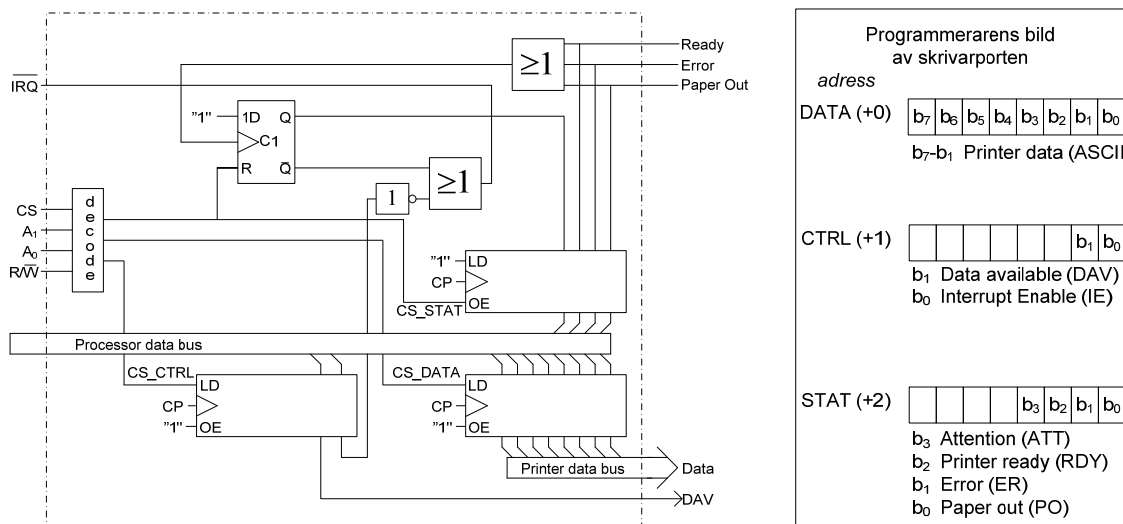 Ready
≥1
Error
IRQ
Paper Out
"1"
1D
Q
C1
R
Q
≥1
1
CS
A1
A0
R/W
decode
"1"
LD
CP
OE
CS_STAT
Processor data bus
CS_CTRL
LD
CP
"1"
OE
CS_DATA
LD
CP
"1"
OE
Printer data bus
Data
DAV
Programmerarens bild
av skrivarporten
adress
DATA (+0)
b7 b6 b5 b4 b3 b2 b1 b0
b7-b1 Printer data (ASCII
CTRL (+1)
b1 b0
b1 Data available (DAV)
b0 Interrupt Enable (IE)
STAT (+2)
b3 b2 b1 b0
b3 Attention (ATT)
b2 Printer ready (RDY)
b1 Error (ER)
b0 Paper out (PO)